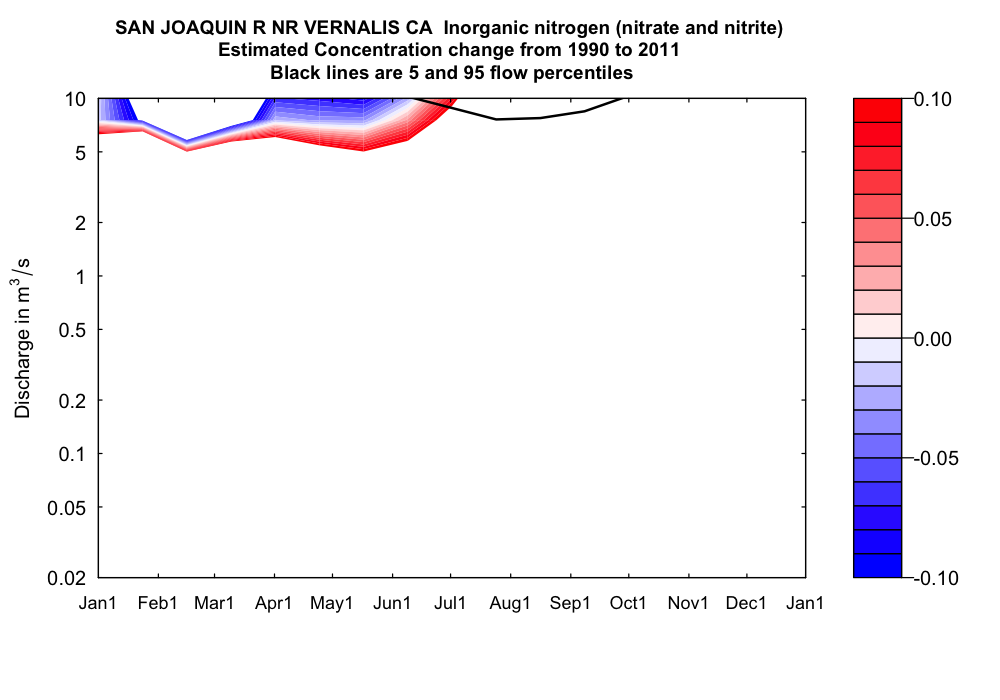 SAN JOAQUIN R NR VERNALIS CA  Inorganic nitrogen (nitrate and nitrite)
Estimated Concentration change from 1990 to 2011
Black lines are 5 and 95 flow percentiles
Discharge in m³/s
10
5
2
1
0.5
0.2
0.1
0.05
0.02
Jan1 Feb1 Mar1 Apr1 May1 Jun1 Jul1 Aug1 Sep1 Oct1 Nov1 Dec1 Jan1
0.10
0.05
0.00
-0.05
-0.10